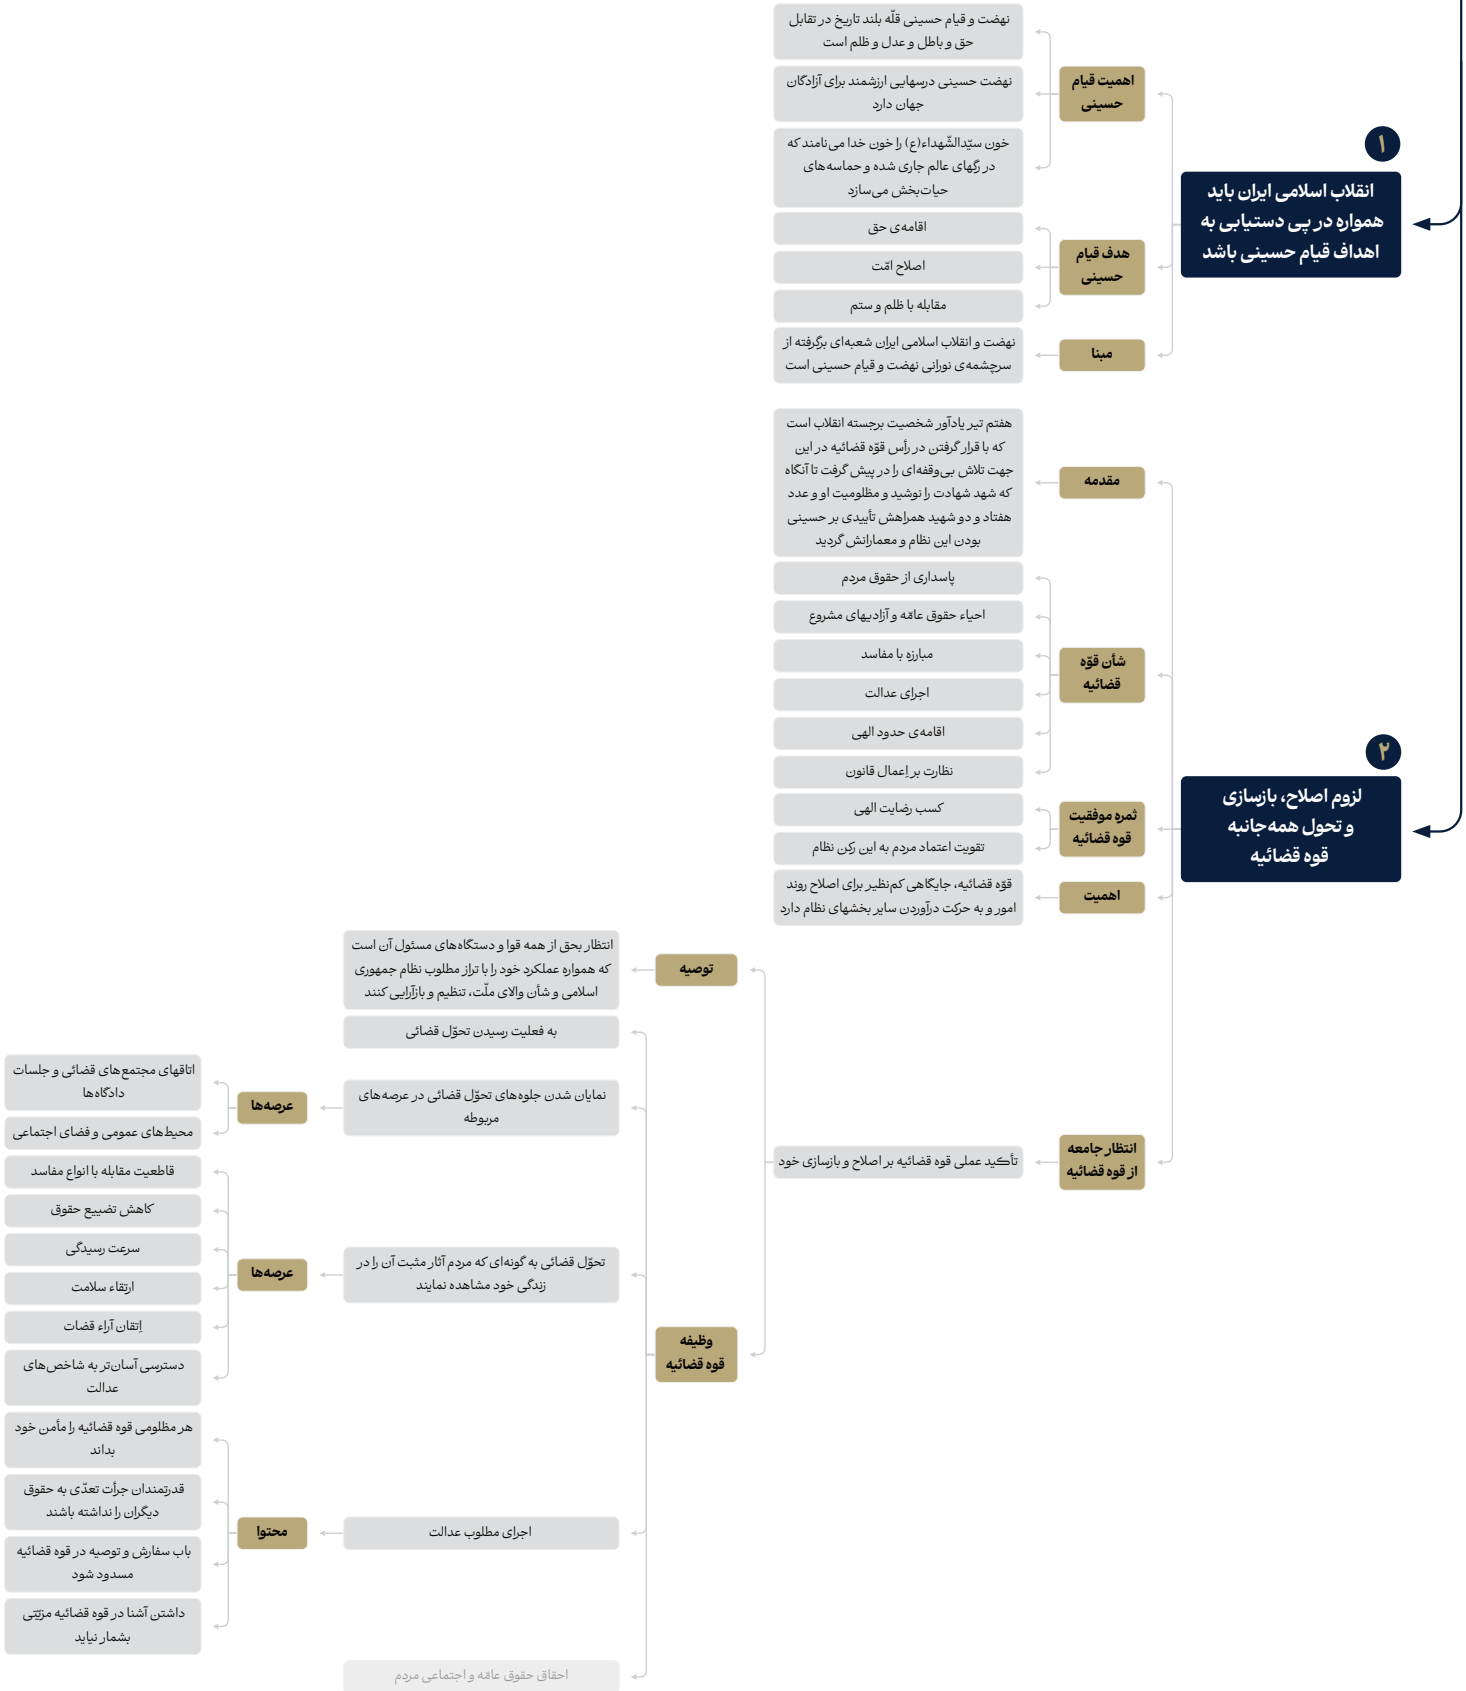 ۱
انقلاب اسلامی ایران باید
همواره در پی دستیابی به
اهداف قیام حسینی باشد
اهمیت قیام
حسینی
نهضت و قیام حسینی قلّه بلند تاریخ در تقابل
حق و باطل و عدل و ظلم است
نهضت حسینی درسهایی ارزشمند برای آزادگان
جهان دارد
خون سیّدالشّهداء(ع) را خون خدا می‌نامند که
در رگهای عالم جاری شده و حماسه‌های
حیات‌بخش می‌سازد
هدف قیام
حسینی
اقامه‌ی حق
اصلاح امّت
مقابله با ظلم و ستم
مبنا
نهضت و انقلاب اسلامی ایران شعبه‌ای برگرفته از
سرچشمه‌ی نورانی نهضت و قیام حسینی است
۲
لزوم اصلاح، بازسازی
و تحول همه‌جانبه
قوه قضائیه
مقدمه
هفتم تیر یادآور شخصیت برجسته انقلاب است
که با قرار گرفتن در رأس قوّه قضائیه در این
جهت تلاش بی‌وقفه‌ای را در پیش گرفت تا آنگاه
که شهد شهادت را نوشید و مظلومیت او و عدد
هفتاد و دو شهید همراهش تأییدی بر حسینی
بودن این نظام و معمارانش گردید
شأن قوّه
قضائیه
پاسداری از حقوق مردم
احیاء حقوق عامّه و آزادیهای مشروع
مبارزه با مفاسد
اجرای عدالت
اقامه‌ی حدود الهی
نظارت بر اِعمال قانون
ثمره موفقیت
قوه قضائیه
کسب رضایت الهی
تقویت اعتماد مردم به این رکن نظام
اهمیت
قوّه قضائیه، جایگاهی کم‌نظیر برای اصلاح روند
امور و به حرکت درآوردن سایر بخشهای نظام دارد
انتظار جامعه
از قوه قضائیه
تأکید عملی قوه قضائیه بر اصلاح و بازسازی خود
توصیه
انتظار بحق از همه قوا و دستگاه‌های مسئول آن است
که همواره عملکرد خود را با تراز مطلوب نظام جمهوری
اسلامی و شأن والای ملّت، تنظیم و بازآرایی کنند
وظیفه
قوه قضائیه
به فعلیت رسیدن تحوّل قضائی
نمایان شدن جلوه‌های تحوّل قضائی در عرصه‌های
مربوطه
عرصه‌ها
اتاقهای مجتمع‌های قضائی و جلسات
دادگاه‌ها
محیط‌های عمومی و فضای اجتماعی
تحوّل قضائی به گونه‌ای که مردم آثار مثبت آن را در
زندگی خود مشاهده نمایند
عرصه‌ها
قاطعیت مقابله با انواع مفاسد
کاهش تضییع حقوق
سرعت رسیدگی
ارتقاء سلامت
اِتقان آراء قضات
دسترسی آسان‌تر به شاخص‌های
عدالت
اجرای مطلوب عدالت
محتوا
هر مظلومی قوه قضائیه را مأمن خود
بداند
قدرتمندان جرأت تعدّی به حقوق
دیگران را نداشته باشند
باب سفارش و توصیه در قوه قضائیه
مسدود شود
داشتن آشنا در قوه قضائیه مزیّتی
بشمار نیاید
احقاق حقوق عامّه و اجتماعی مردم